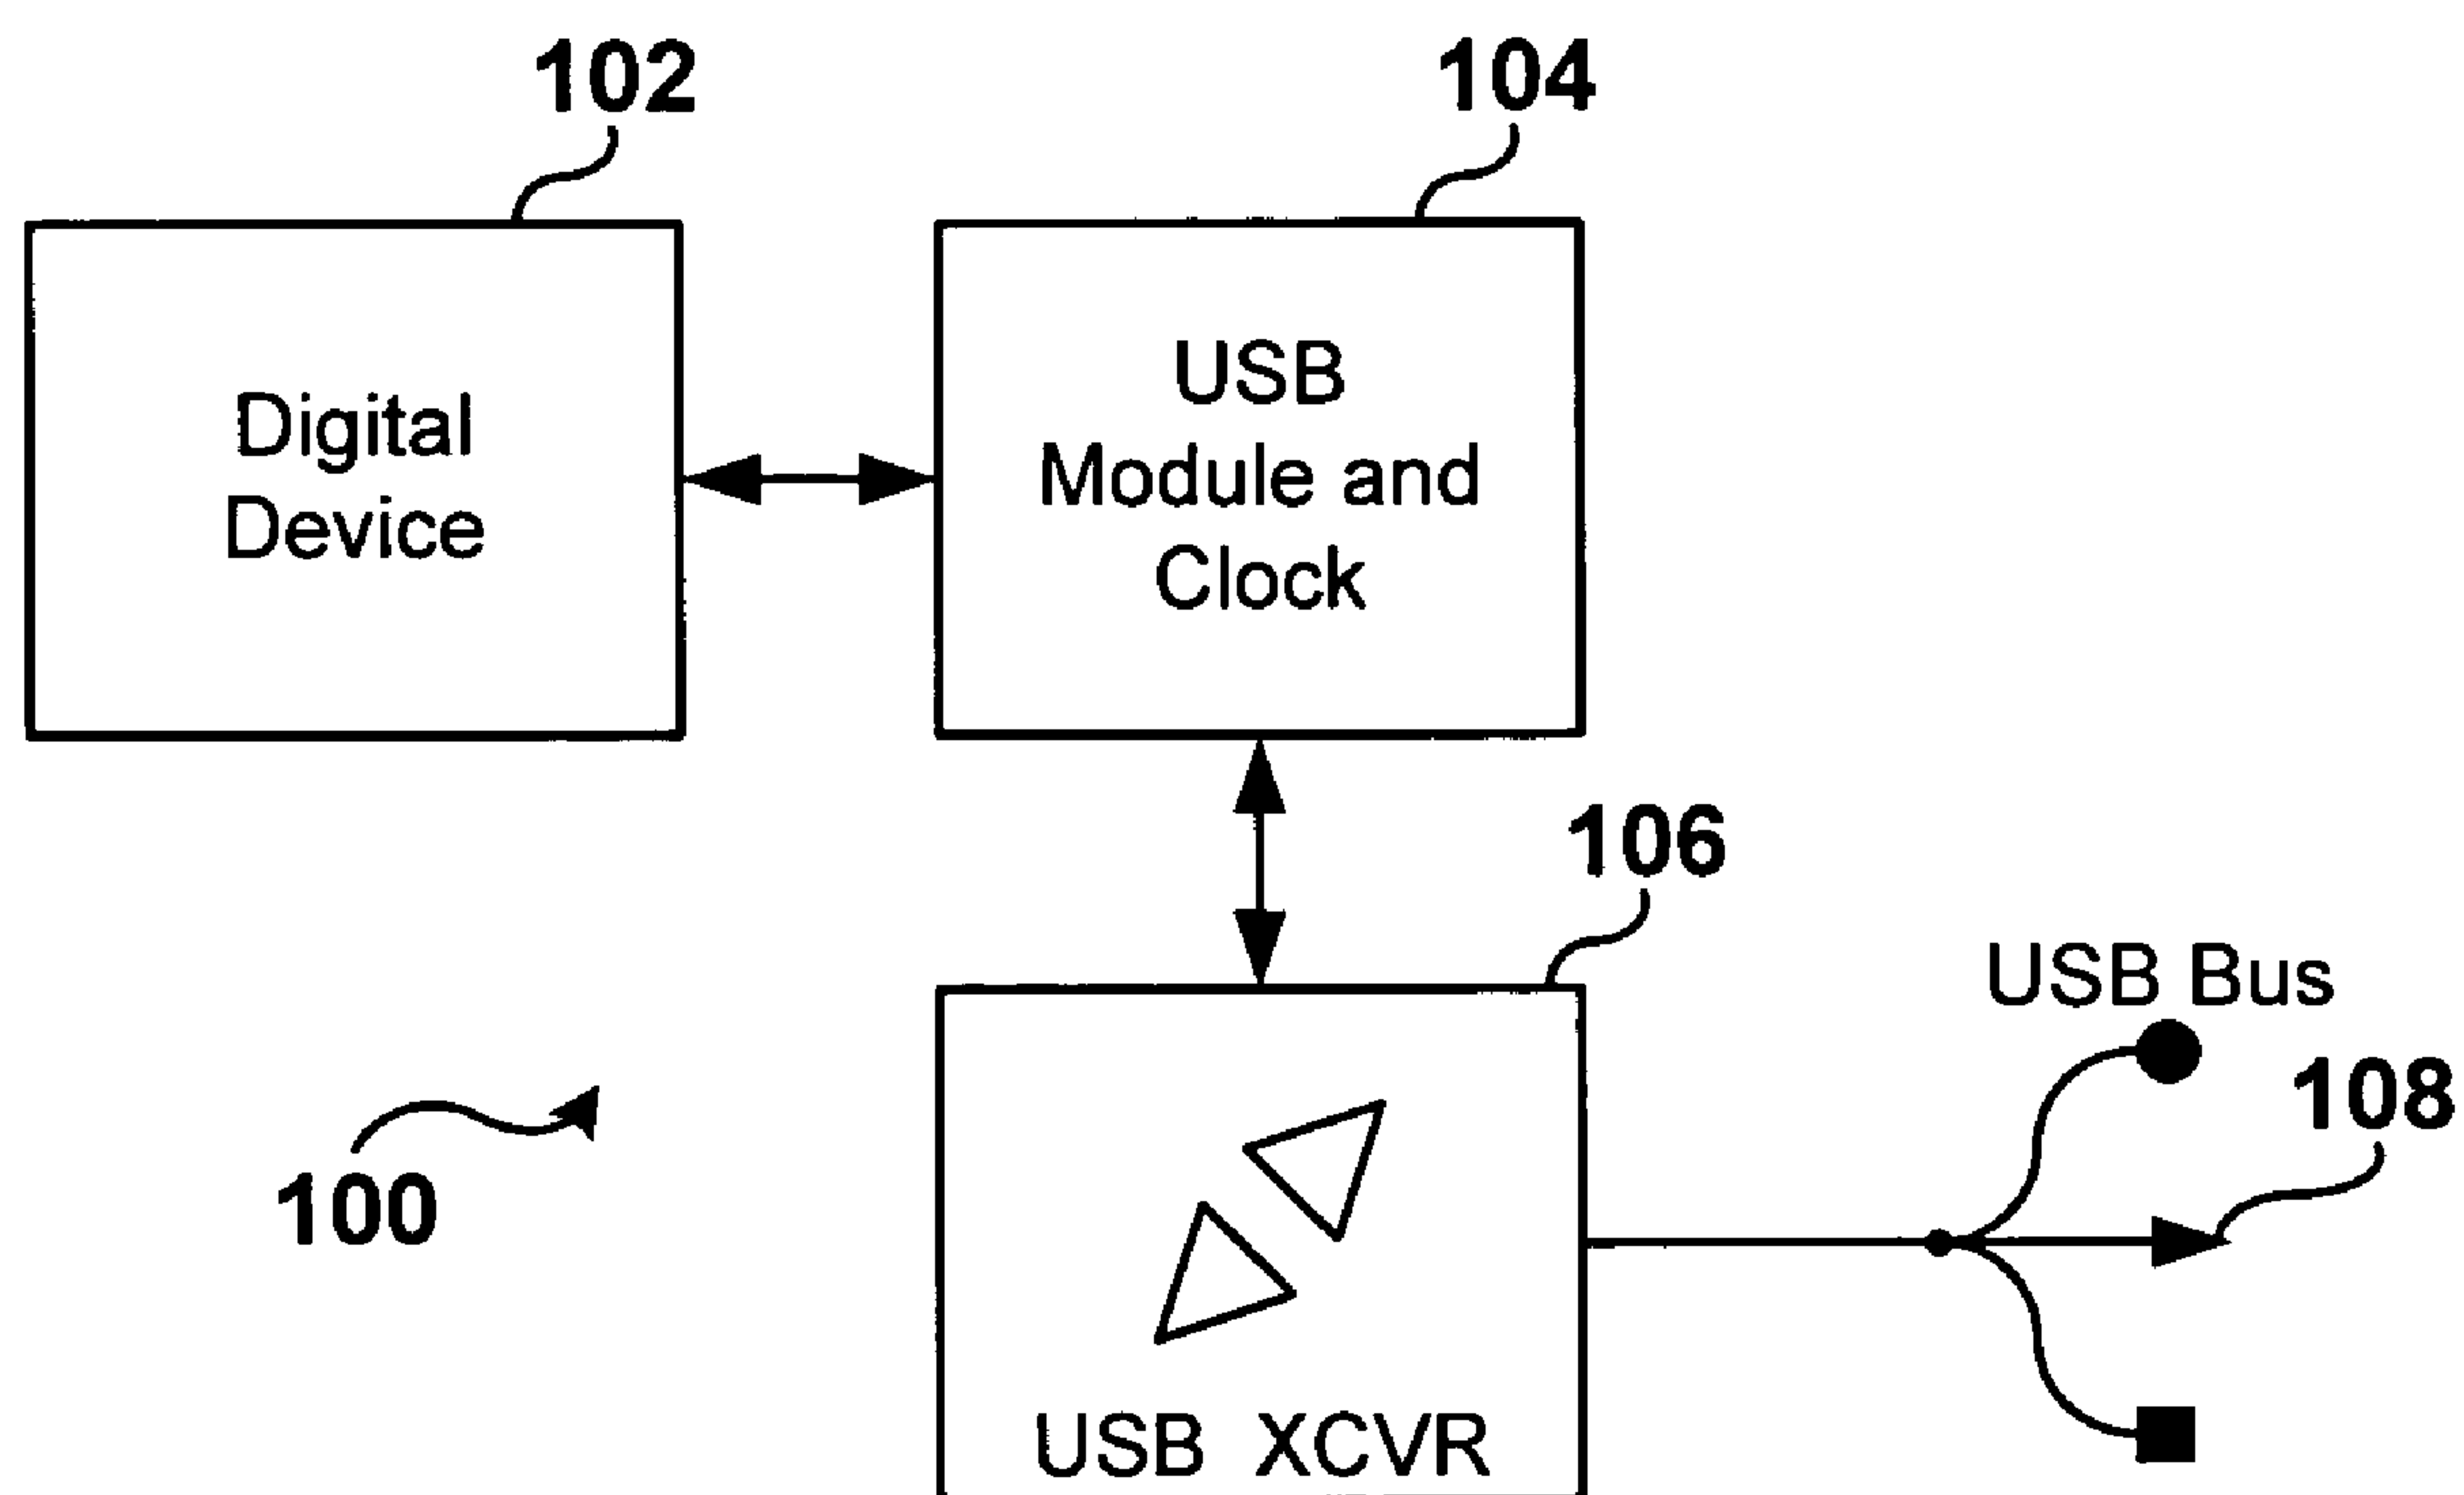 102
104
Digital
Device
USB
Module and
Clock
106
USB Bus
108
100
USB XCVR